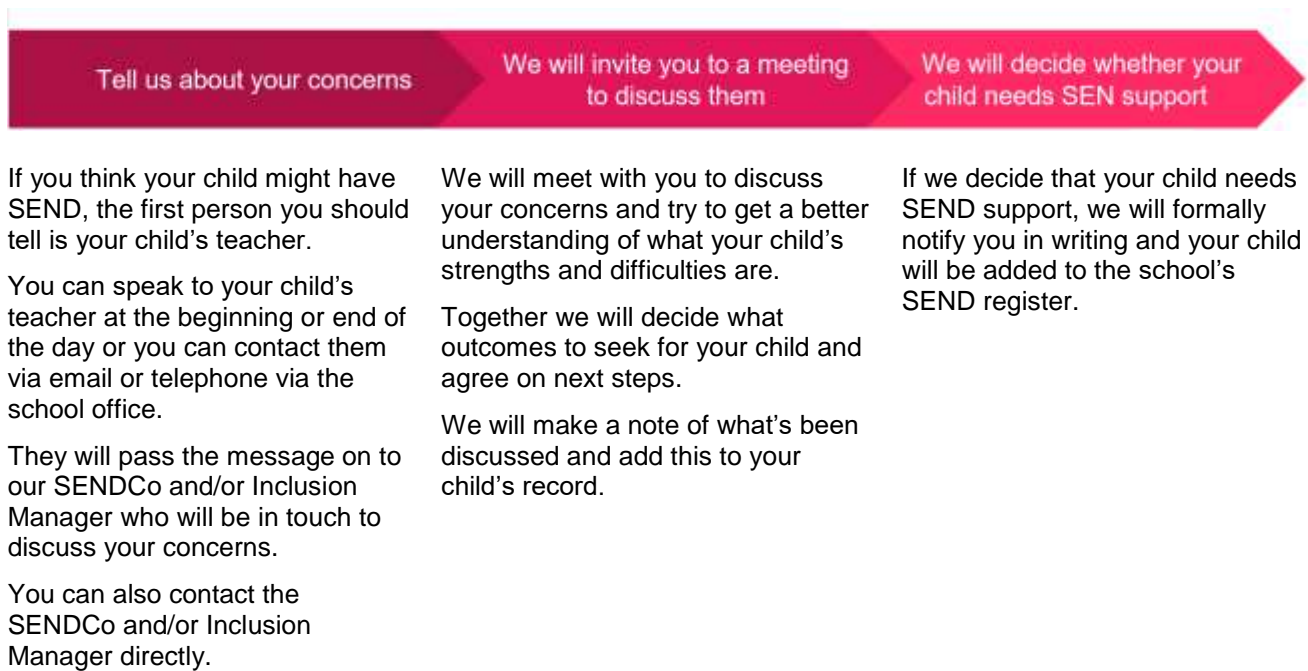 Tell us about your concerns
We will invite you to a meeting
to discuss them
We will decide whether your
child needs SEN support
If you think your child might have
SEND, the first person you should
tell is your child's teacher.
You can speak to your child's
teacher at the beginning or end of
the day or you can contact them
via email or telephone via the
school office.
They will pass the message on to
our SENDCo and/or Inclusion
Manager who will be in touch to
discuss your concerns.
You can also contact the
SENDCo and/or Inclusion
Manager directly.
We will meet with you to discuss
your concerns and try to get a better
understanding of what your child's
strengths and difficulties are.
Together we will decide what
outcomes to seek for your child and
agree on next steps.
We will make a note of what's been
discussed and add this to your
child's record.
If we decide that your child needs
SEND support, we will formally
notify you in writing and your child
will be added to the school's
SEND register.